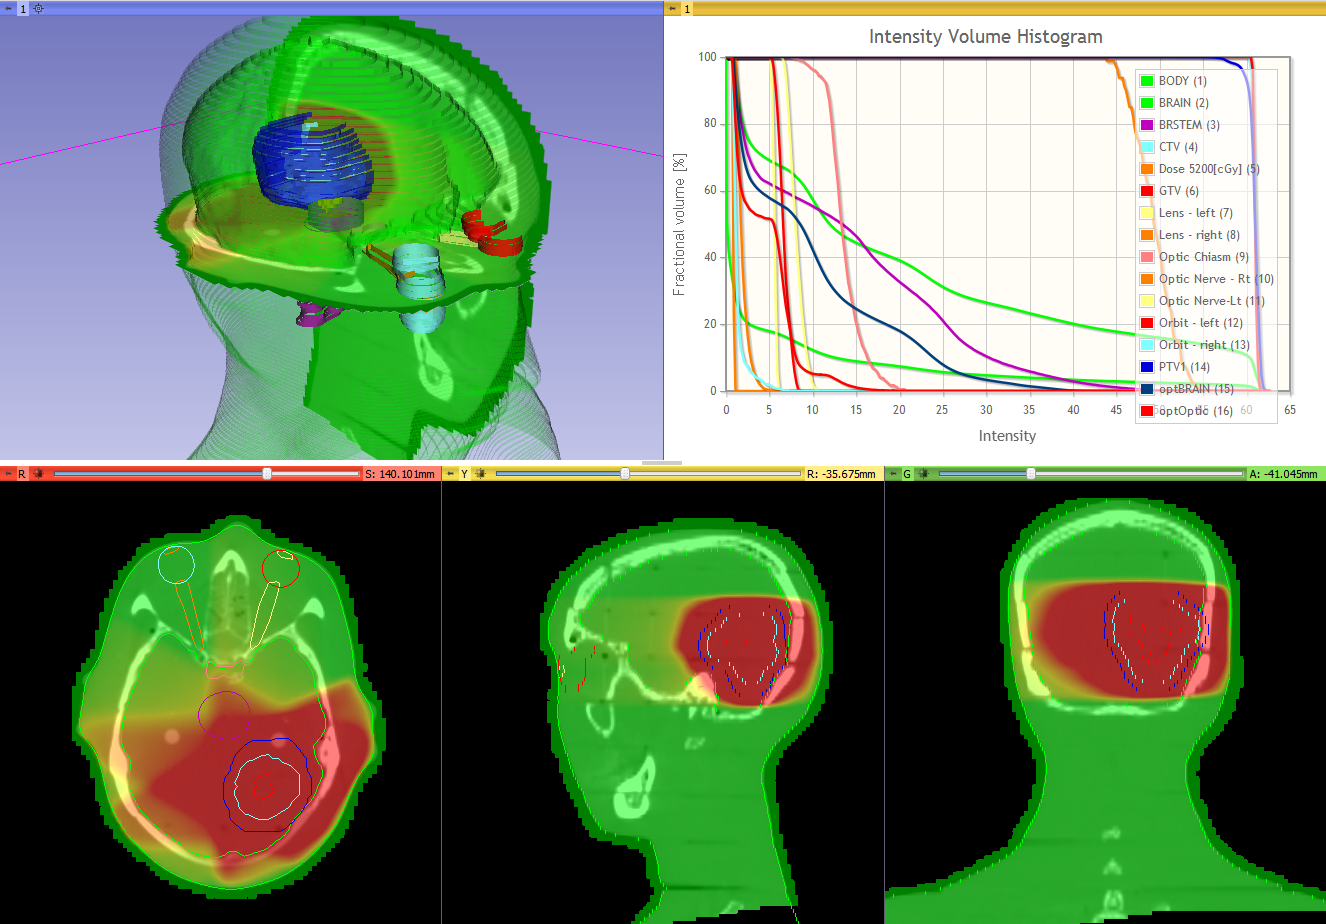 1
1
Intensity Volume Histogram
Fractional volume [%]
100
80
60
40
20
0
0 5 10 15 20 25 30 35 40 45 50 55 60 65
Intensity
BODY (1)
BRAIN (2)
BRSTEM (3)
CTV (4)
Dose 5200[cGy] (5)
GTV (6)
Lens - left (7)
Lens - right (8)
Optic Chiasm (9)
Optic Nerve - Rt (10)
Optic Nerve-Lt (11)
Orbit - left (12)
Orbit - right (13)
PTV1 (14)
optBRAIN (15)
optOptic (16)
R S: 140.101mm
Y R: -35.675mm
G A: -41.045mm